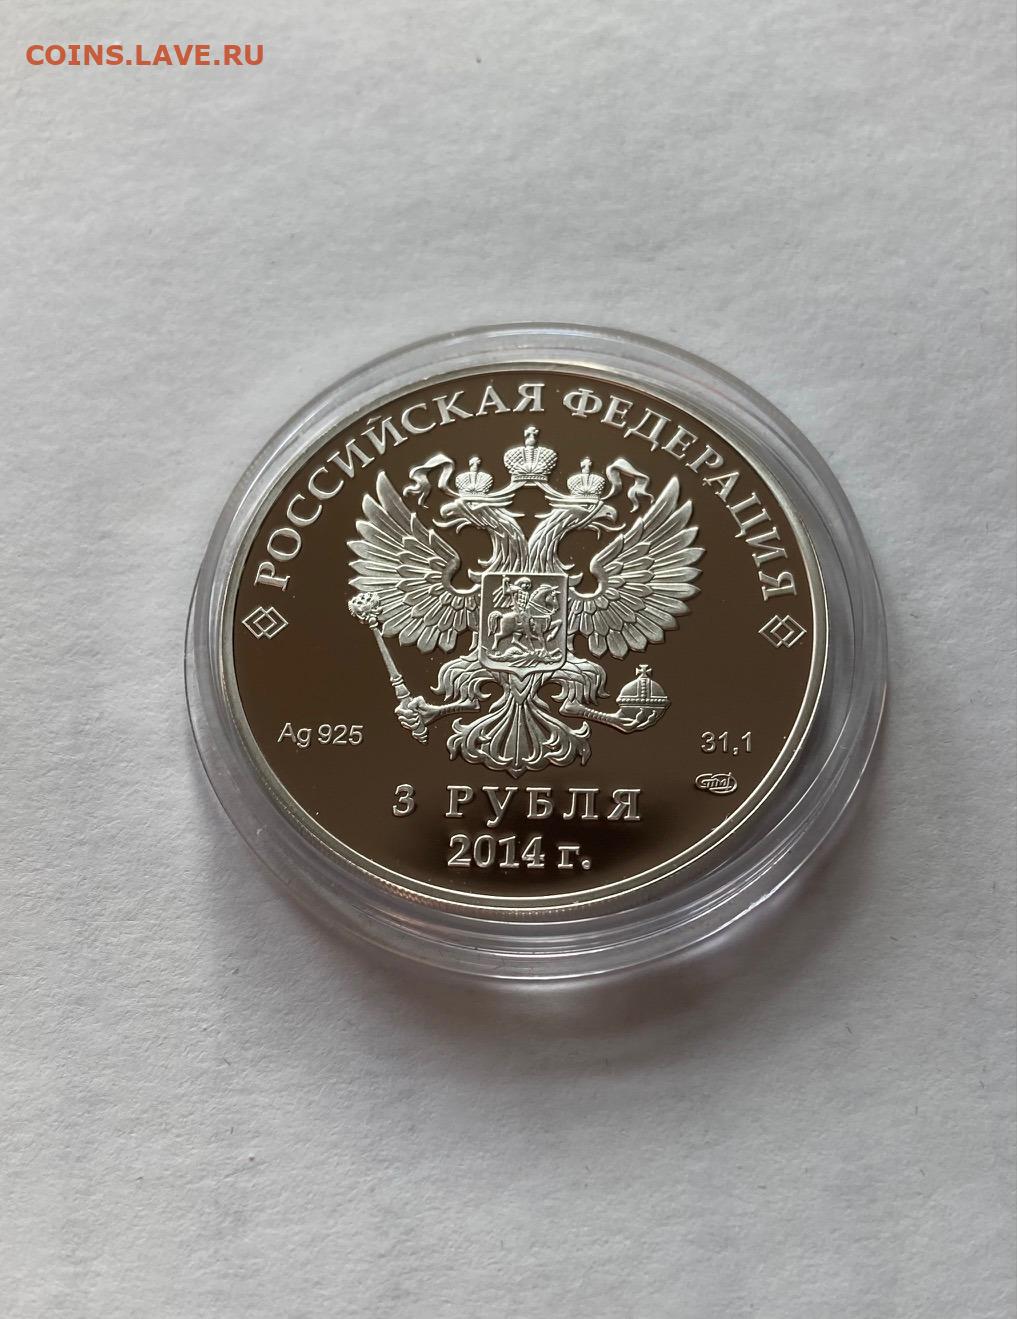 COINS.LAVE.RU
РОССИЙСКАЯ ФЕДЕРАЦИЯ
Ag 925
31,1
3 РУБЛЯ
2014 г.